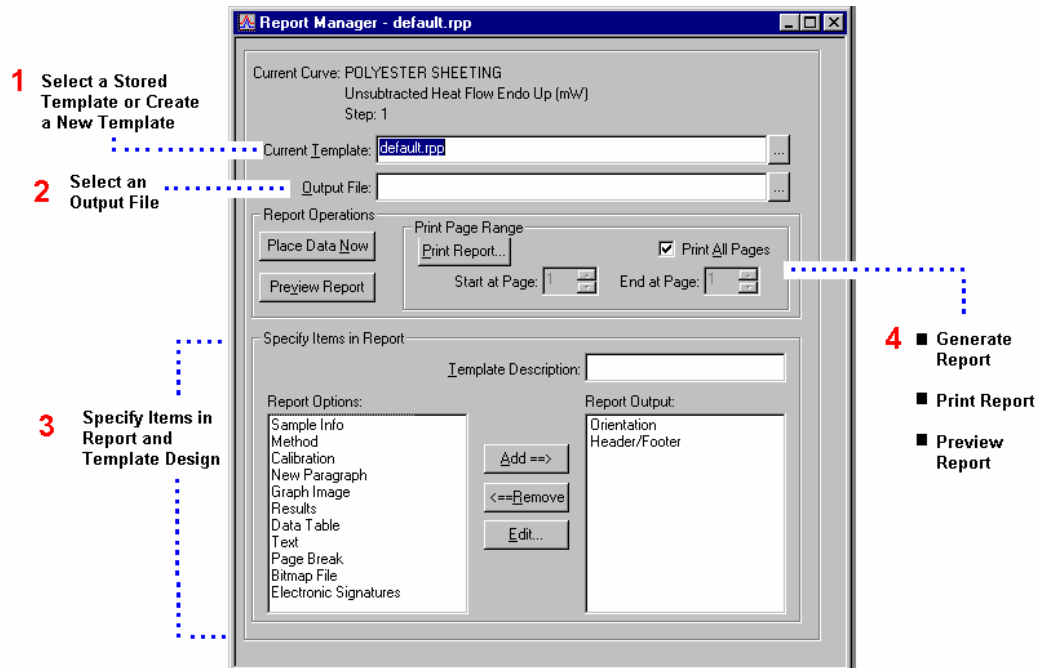 Report Manager - default.rpp
Current Curve: POLYESTER SHEETING
Unsubtracted Heat Flow Endo Up (mW)
Step: 1
1 Select a Stored
Template or Create
a New Template
Current Template: default.rpp ...
2 Select an
Output File
Output File: ...
Report Operations
Place Data Now
Preview Report
Print Page Range
Print Report...
Print All Pages
Start at Page: 1 End at Page: 1
4 ■ Generate
Report
■ Print Report
■ Preview
Report
3 Specify Items in
Report and
Template Design
Specify Items in Report
Template Description:
Report Options:
Sample Info
Method
Calibration
New Paragraph
Graph Image
Results
Data Table
Text
Page Break
Bitmap File
Electronic Signatures
Add ==>
<==Remove
Edit...
Report Output:
Orientation
Header/Footer